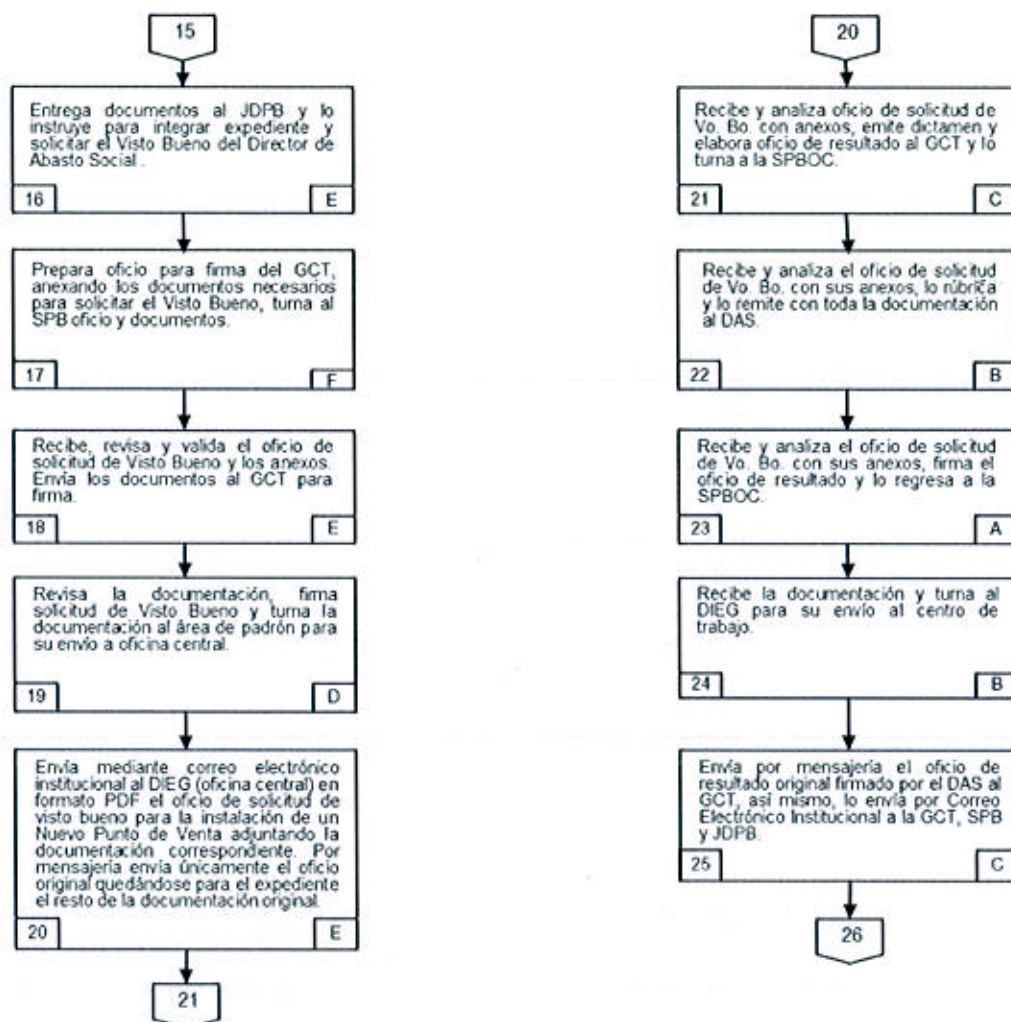 15
Entrega documentos al JDPB y lo
instruye para integrar expediente y
solicitar el Visto Bueno del Director de
Abasto Social .
16
E
Prepara oficio para firma del GCT,
anexando los documentos necesarios
para solicitar el Visto Bueno, turna al
SPB oficio y documentos.
17
F
Recibe, revisa y valida el oficio de
solicitud de Visto Bueno y los anexos.
Envía los documentos al GCT para
firma.
18
E
Revisa la documentación, firma
solicitud de Visto Bueno y turna la
documentación al área de padrón para
su envío a oficina central.
19
D
Envía mediante correo electrónico
institucional al DIEG (oficina central) en
formato PDF el oficio de solicitud de
visto bueno para la instalación de un
Nuevo Punto de Venta adjuntando la
documentación correspondiente. Por
mensajería envía únicamente el oficio
original quedándose para el expediente
el resto de la documentación original.
20
E
21
20
Recibe y analiza oficio de solicitud de
Vo. Bo. con anexos, emite dictamen y
elabora oficio de resultado al GCT y lo
turna a la SPBOC.
21
C
Recibe y analiza el oficio de solicitud
de Vo. Bo. con sus anexos, lo rúbrica
y lo remite con toda la documentación
al DAS.
22
B
Recibe y analiza el oficio de solicitud
de Vo. Bo. con sus anexos, firma el
oficio de resultado y lo regresa a la
SPBOC.
23
A
Recibe la documentación y turna al
DIEG para su envío al centro de
trabajo.
24
B
Envía por mensajería el oficio de
resultado original firmado por el DAS al
GCT, así mismo, lo envía por Correo
Electrónico Institucional a la GCT, SPB
y JDPB.
25
C
26